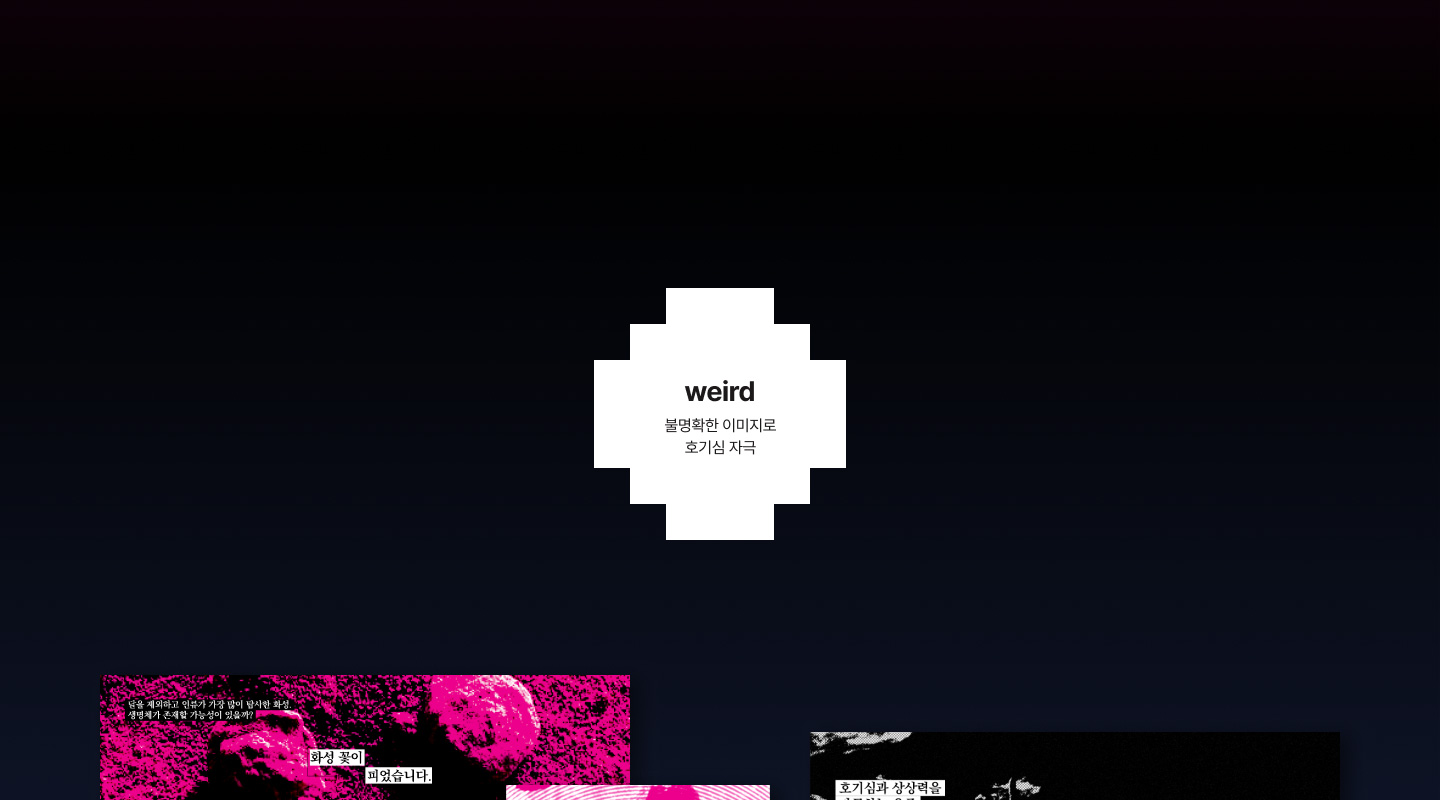 weird
불명확한 이미지로
호기심 자극
달을 제외하고 인류가 가장 많이 탐사한 화성.
생명체가 존재할 가능성이 있을까?
화성 꽃이
피었습니다.
호기심과 상상력을